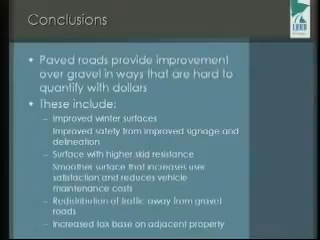 Conclusions
• Paved roads provide improvement
over gravel in ways that are hard to
quantify with dollars
• These include:
– Improved winter surfaces
Improved safety from improved signage and
delineation
– Surface with higher skid resistance
Smoother surface that increases user
satisfaction and reduces vehicle
maintenance costs
– Redistribution of traffic away from gravel
roads
– Increased tax base on adjacent property